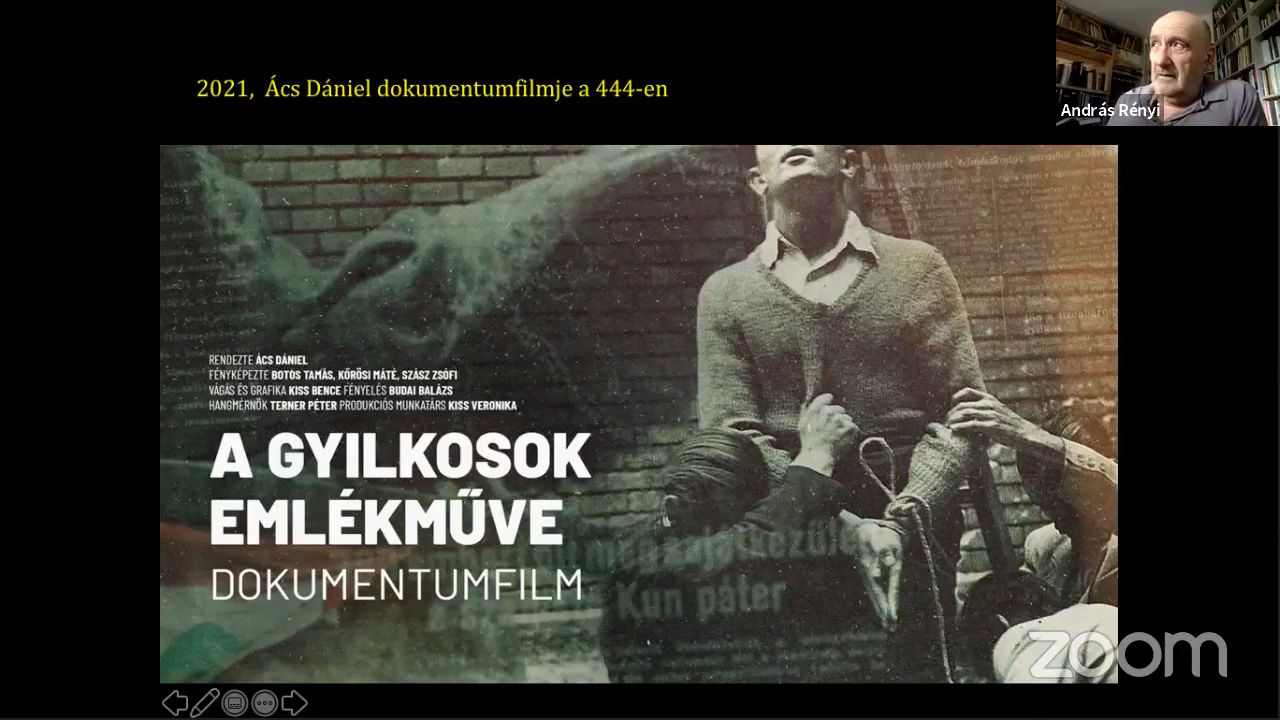 2021, Ács Dániel dokumentumfilmje a 444-en
András Rényi
RENDEZTE ÁCS DÁNIEL
FÉNYKÉPEZTE BOTOS TAMÁS, KŐRÖSI MÁTÉ, SZÁSZ ZSÓFI
VÁGÁS ÉS GRAFIKA KISS BENCE FÉNYELÉS BUDAI BALÁZS
HANGMÉRNÖK TERNER PÉTER PRODUKCIÓS MUNKATÁRS KISS VERONIKA
A GYILKOSOK
EMLÉKMŰVE
DOKUMENTUMFILM
Kun páter
zoom